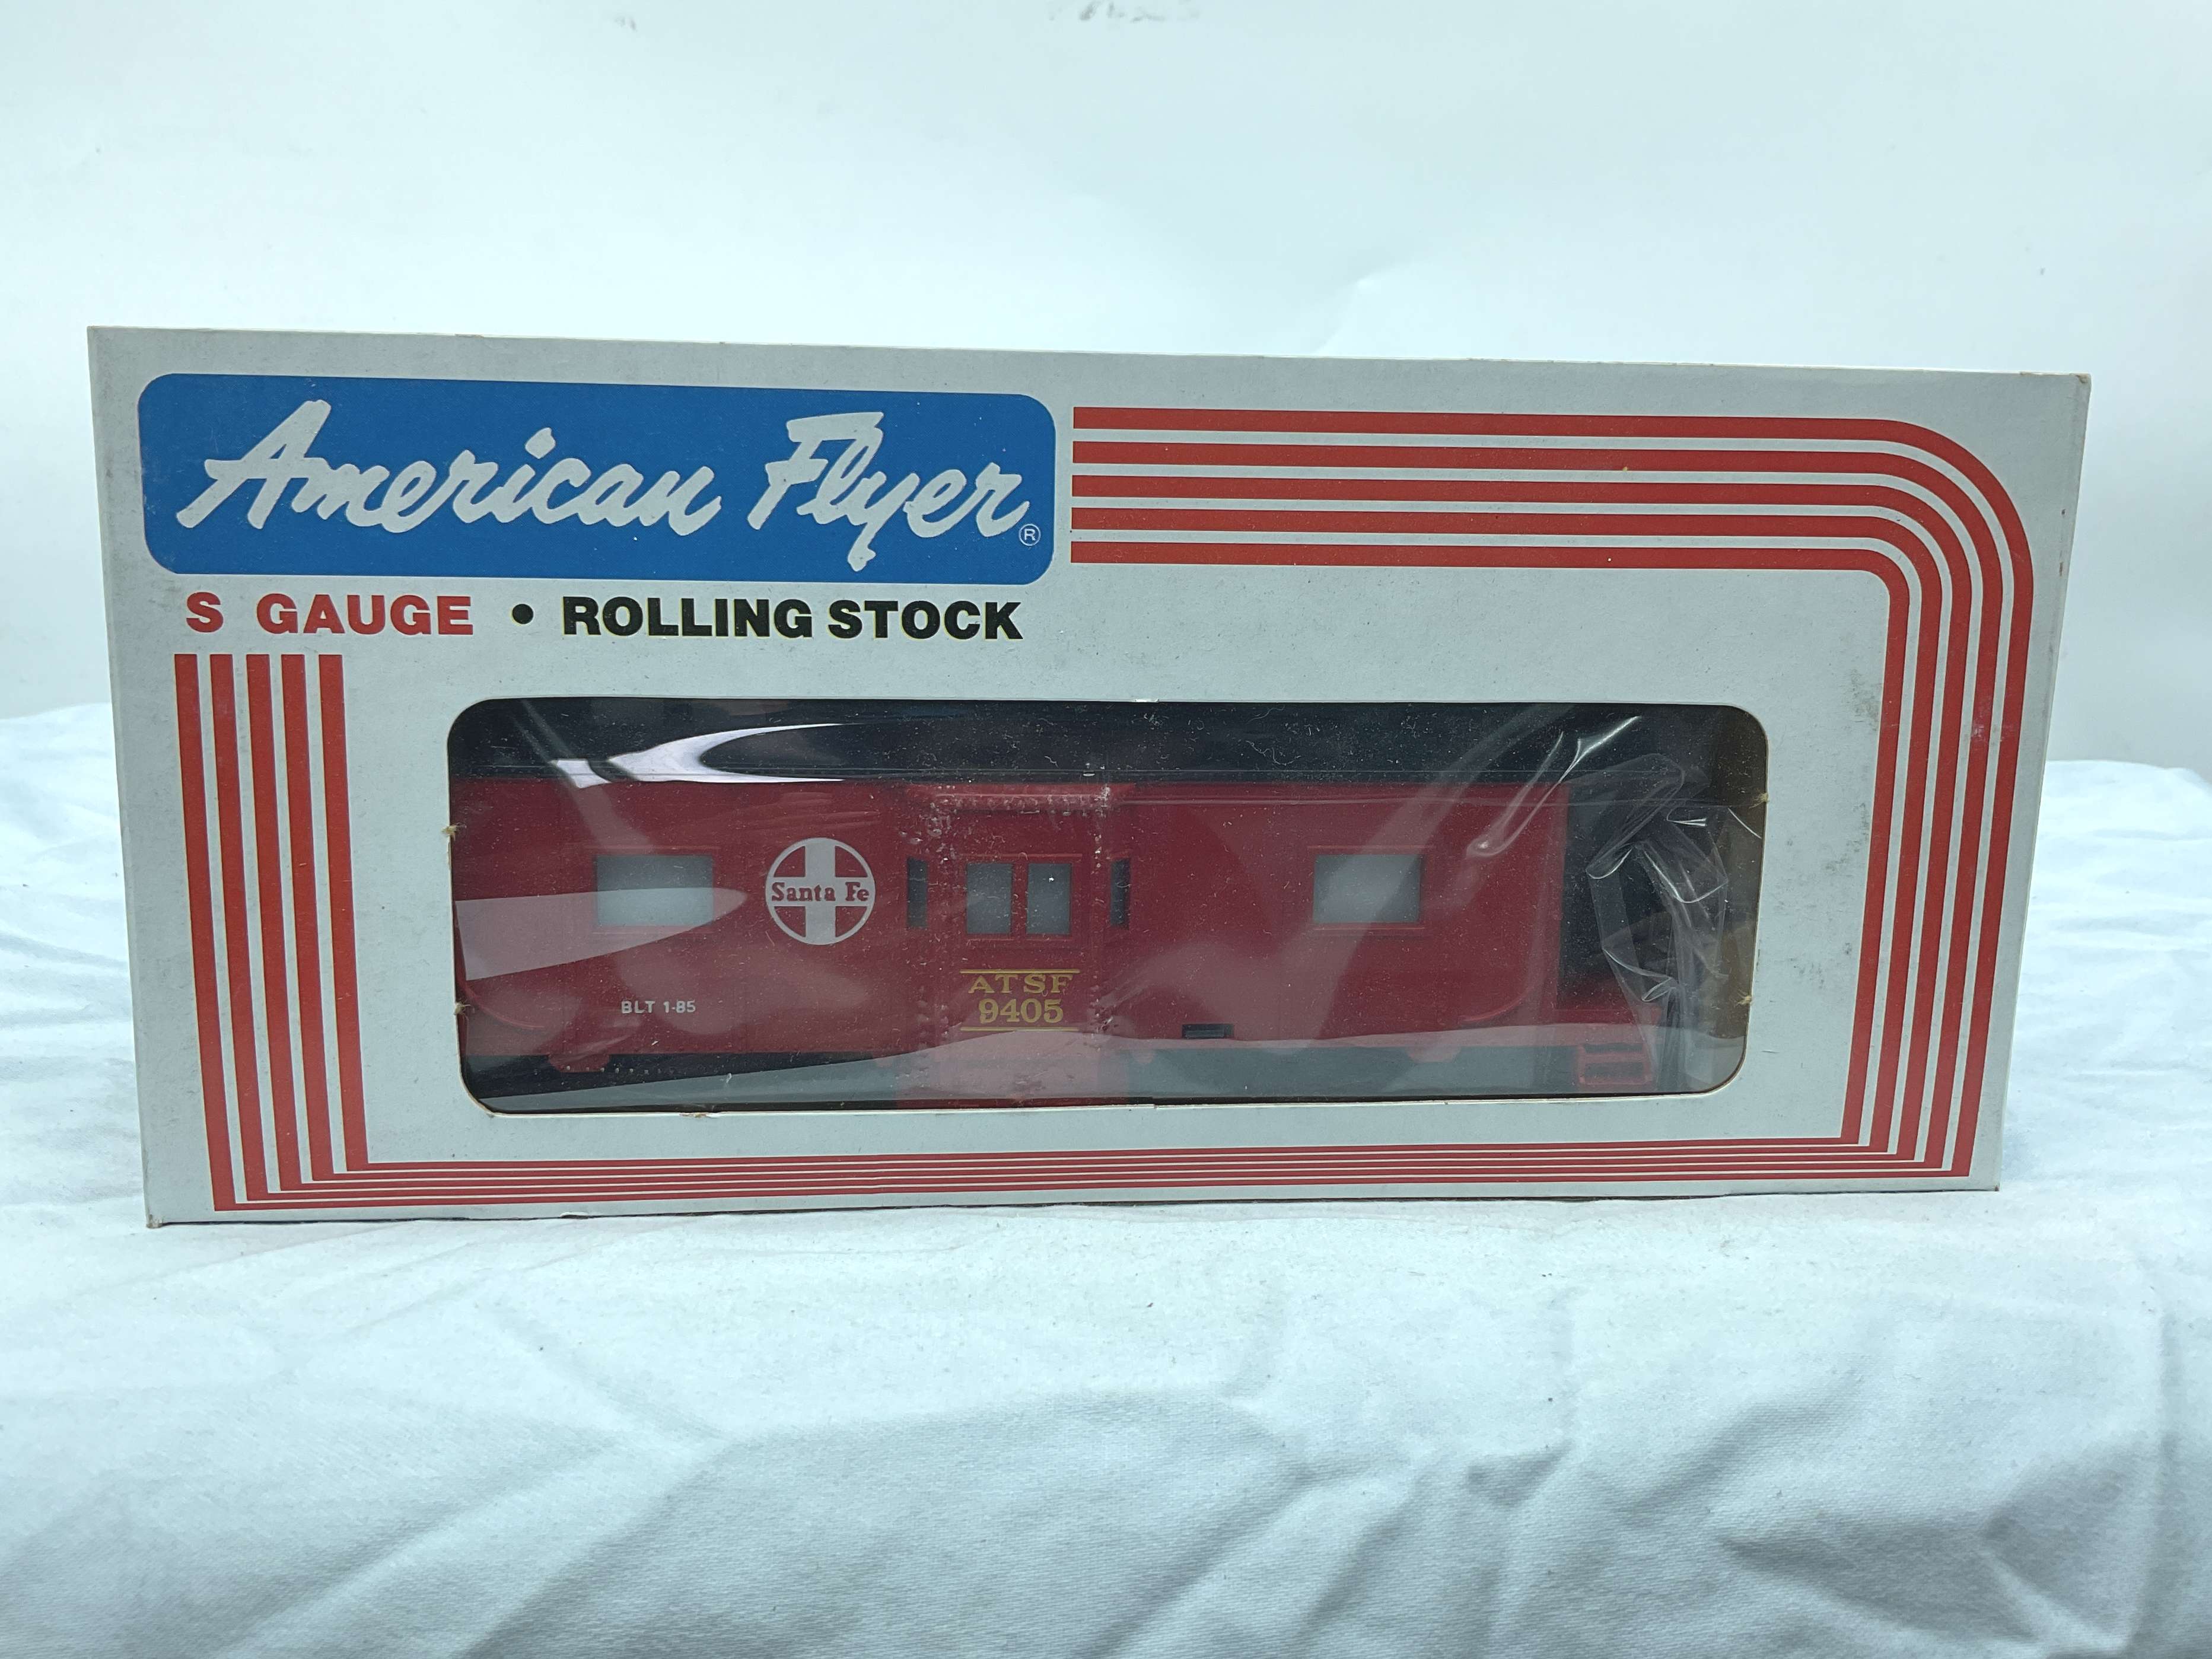 American Flyer®
S GAUGE • ROLLING STOCK
Santa Fe
ATSF
9405
BLT 1-85